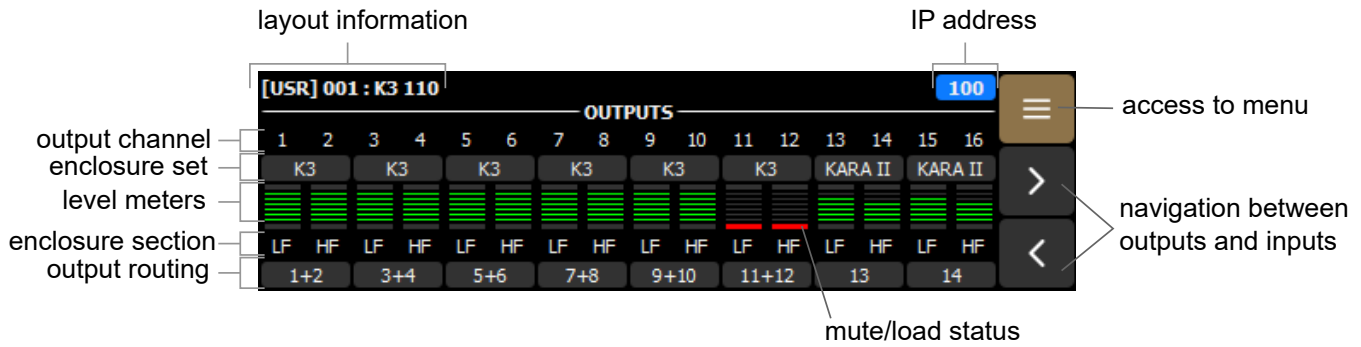 layout information
IP address
[USR] 001 : K3 110
100
access to menu
OUTPUTS
output channel
1 2 3 4 5 6 7 8 9 10 11 12 13 14 15 16
enclosure set
K3 K3 K3 K3 K3 K3 KARA II KARA II
level meters
navigation between
outputs and inputs
enclosure section
LF HF LF HF LF HF LF HF LF HF LF HF LF HF LF HF
output routing
1+2 3+4 5+6 7+8 9+10 11+12 13 14
mute/load status